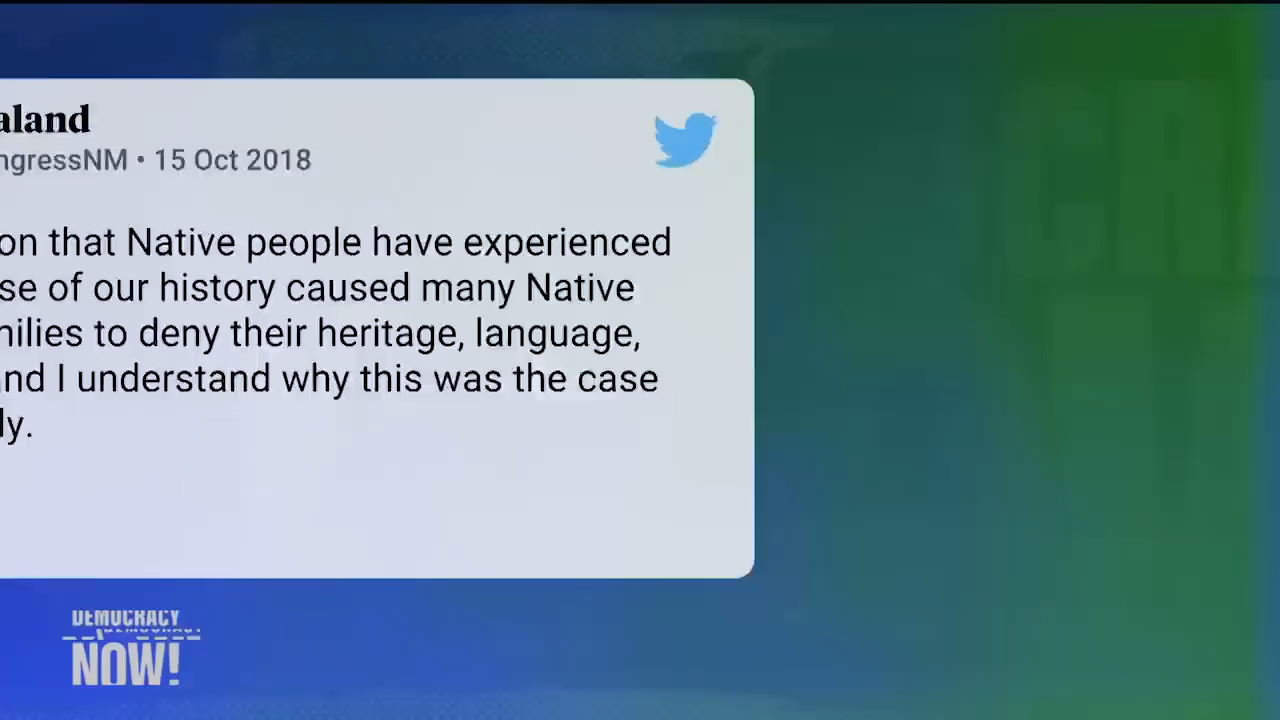 aland
ngressNM • 15 Oct 2018
on that Native people have experienced
se of our history caused many Native
nilies to deny their heritage, language,
nd I understand why this was the case
ly.
DEMOCRACY
NOW!